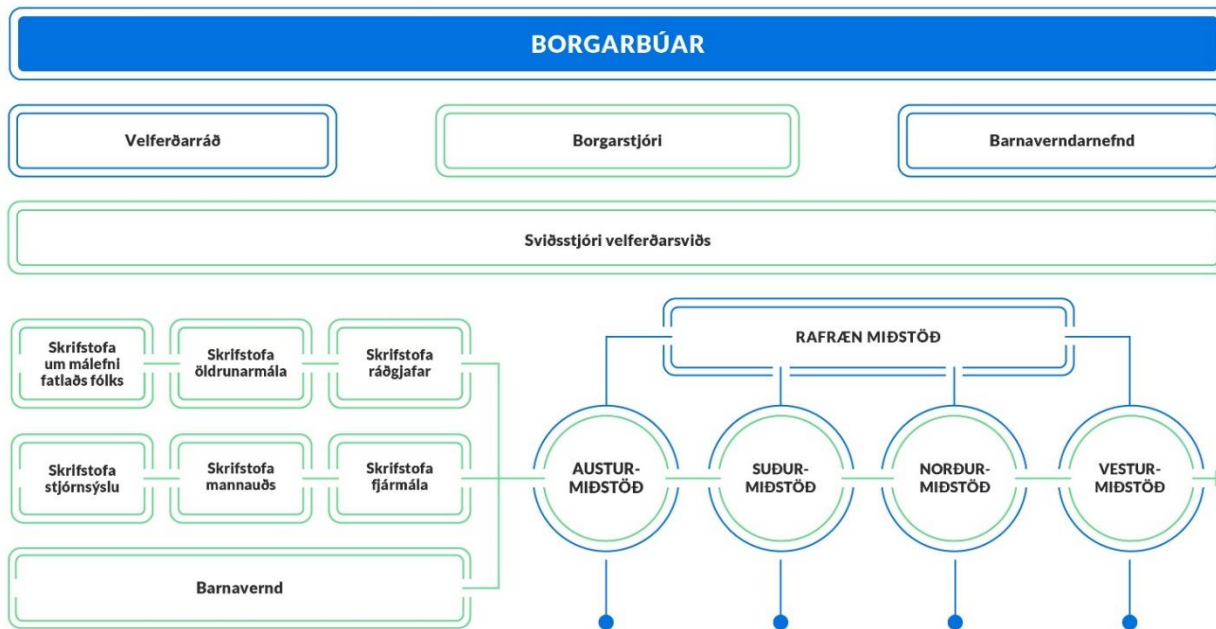 BORGARBÚAR
Velferðarráð
Borgarstjóri
Barnaverndarnefnd
Sviðsstjóri velferðarsviðs
Skrifstofa
um málefni
fatlaðs fólks
Skrifstofa
öldrunarmála
Skrifstofa
ráðgjafar
RAFRÆN MIÐSTÖÐ
Skrifstofa
stjórnsýslu
Skrifstofa
mannauðs
Skrifstofa
fjármála
AUSTUR-
MIÐSTÖÐ
SUÐUR-
MIÐSTÖÐ
NORÐUR-
MIÐSTÖÐ
VESTUR-
MIÐSTÖÐ
Barnavernd